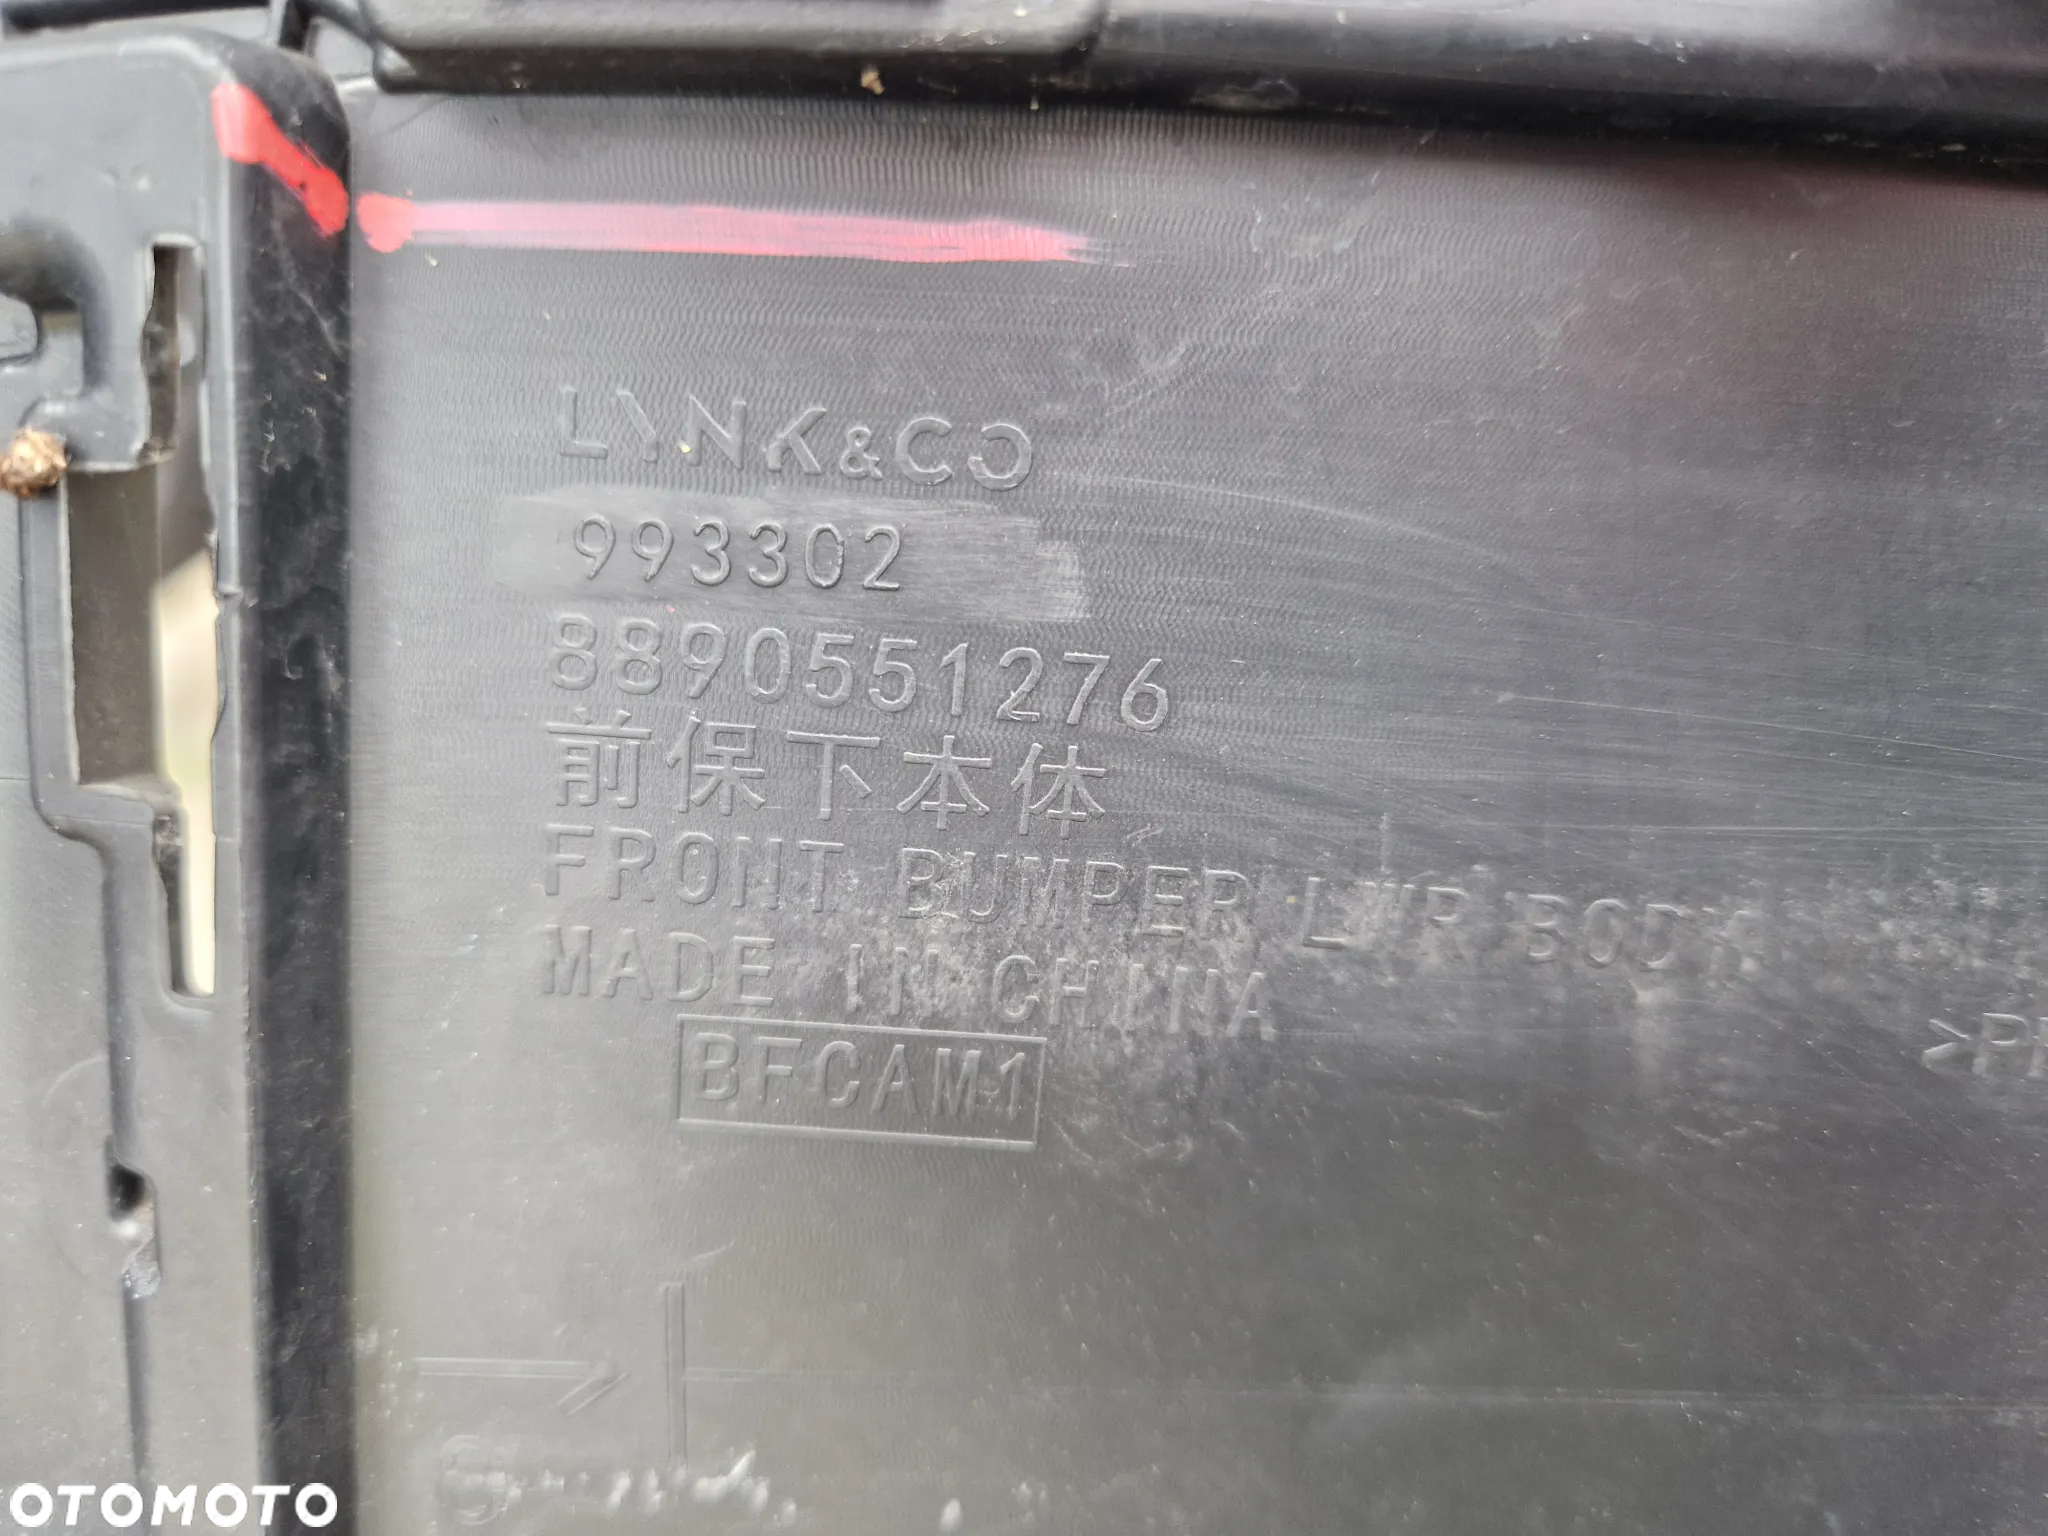 LYNK&CO
993302
8890551276
前保下本体
FRONT BUMPER LWR BODY
MADE IN CHINA
BFCAM1
OTOMOTO